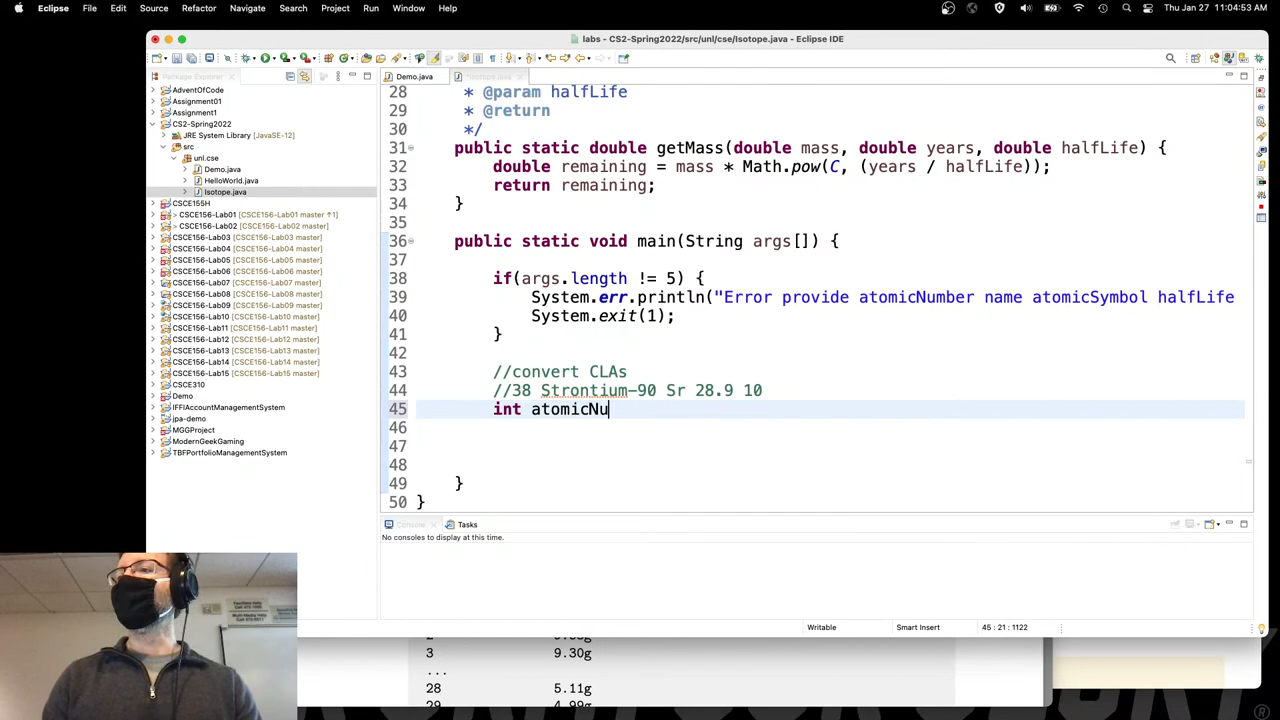 Eclipse File Edit Source Refactor Navigate Search Project Run Window Help
Thu Jan 27 11:04:53 AM
labs - CS2-Spring2022/src/unl/cse/Isotope.java - Eclipse IDE
Package Explorer
Demo.java
*Isotope.java
AdventOfCode
Assignment01
Assignment1
CS2-Spring2022
JRE System Library [JavaSE-12]
src
unl.cse
Demo.java
HelloWorld.java
Isotope.java
CSCE155H
> CSCE156-Lab01 [CSCE156-Lab01 master ↑1]
> CSCE156-Lab02 [CSCE156-Lab02 master]
CSCE156-Lab03 [CSCE156-Lab03 master]
CSCE156-Lab04 [CSCE156-Lab04 master]
CSCE156-Lab05 [CSCE156-Lab05 master]
CSCE156-Lab06 [CSCE156-Lab06 master]
CSCE156-Lab07 [CSCE156-Lab07 master]
CSCE156-Lab08 [CSCE156-Lab08 master]
CSCE156-Lab09 [CSCE156-Lab09 master]
CSCE156-Lab10 [CSCE156-Lab10 master]
CSCE156-Lab11 [CSCE156-Lab11 master]
CSCE156-Lab12 [CSCE156-Lab12 master]
CSCE156-Lab13 [CSCE156-Lab13 master]
CSCE156-Lab14 [CSCE156-Lab14 master]
CSCE156-Lab15 [CSCE156-Lab15 master]
CSCE310
Demo
IFFIAccountManagementSystem
jpa-demo
MGGProject
ModernGeekGaming
TBFPortfolioManagementSystem
28 * @param halfLife
29 * @return
30 */
31 public static double getMass(double mass, double years, double halfLife) {
32 double remaining = mass * Math.pow(C, (years / halfLife));
33 return remaining;
34 }
35
36 public static void main(String args[]) {
37
38 if(args.length != 5) {
39 System.err.println("Error provide atomicNumber name atomicSymbol halfLife
40 System.exit(1);
41 }
42
43 //convert CLAs
44 //38 Strontium-90 Sr 28.9 10
45 int atomicNu
46
47
48
49 }
50 }
Console
Tasks
No consoles to display at this time.
Writable
Smart Insert
45 : 21 : 1122
3 9.30g
...
28 5.11g